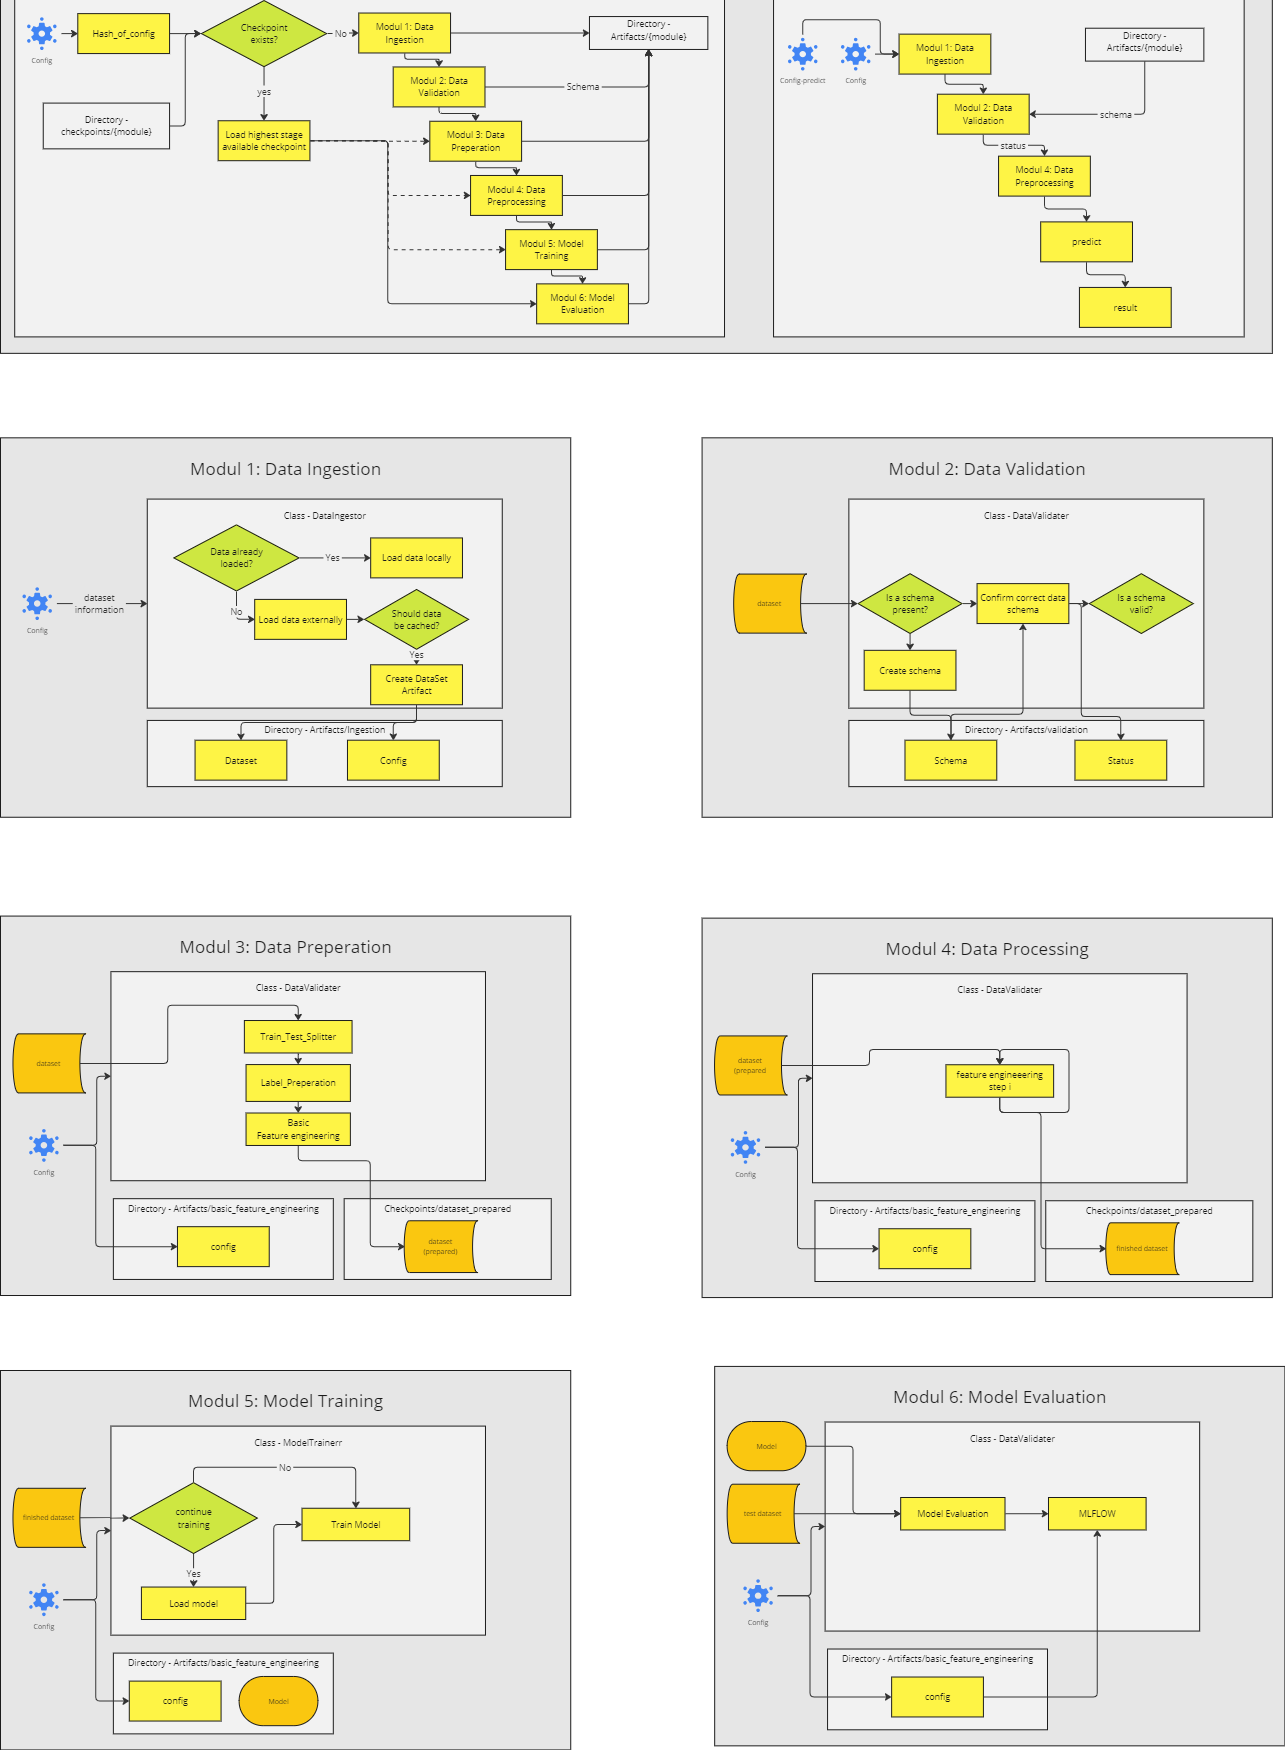 Config
Hash_of_config
Checkpoint
exists?
No
Modul 1: Data
Ingestion
Directory -
Artifacts/{module}
Modul 2: Data
Validation
Schema
yes
Directory -
checkpoints/{module}
Load highest stage
available checkpoint
Modul 3: Data
Preperation
Modul 4: Data
Preprocessing
Modul 5: Model
Training
Modul 6: Model
Evaluation
Config-predict
Config
Modul 1: Data
Ingestion
Directory -
Artifacts/{module}
Modul 2: Data
Validation
schema
status
Modul 4: Data
Preprocessing
predict
result
Modul 1: Data Ingestion
Class - DataIngestor
Data already
loaded?
Yes
Load data locally
Config
dataset
information
No
Load data externally
Should data
be cached?
Yes
Create DataSet
Artifact
Directory - Artifacts/Ingestion
Dataset
Config
Modul 2: Data Validation
Class - DataValidater
dataset
Is a schema
present?
Confirm correct data
schema
Is a schema
valid?
Create schema
Directory - Artifacts/validation
Schema
Status
Modul 3: Data Preperation
Class - DataValidater
dataset
Train_Test_Splitter
Label_Preperation
Basic
Feature engineering
Config
Directory - Artifacts/basic_feature_engineering
config
Checkpoints/dataset_prepared
dataset
(prepared)
Modul 4: Data Processing
Class - DataValidater
dataset
(prepared
feature engineeering
step i
Config
Directory - Artifacts/basic_feature_engineering
config
Checkpoints/dataset_prepared
finished dataset
Modul 5: Model Training
Class - ModelTrainerr
No
finished dataset
continue
training
Train Model
Yes
Load model
Config
Directory - Artifacts/basic_feature_engineering
config
Model
Modul 6: Model Evaluation
Class - DataValidater
Model
test dataset
Model Evaluation
MLFLOW
Config
Directory - Artifacts/basic_feature_engineering
config